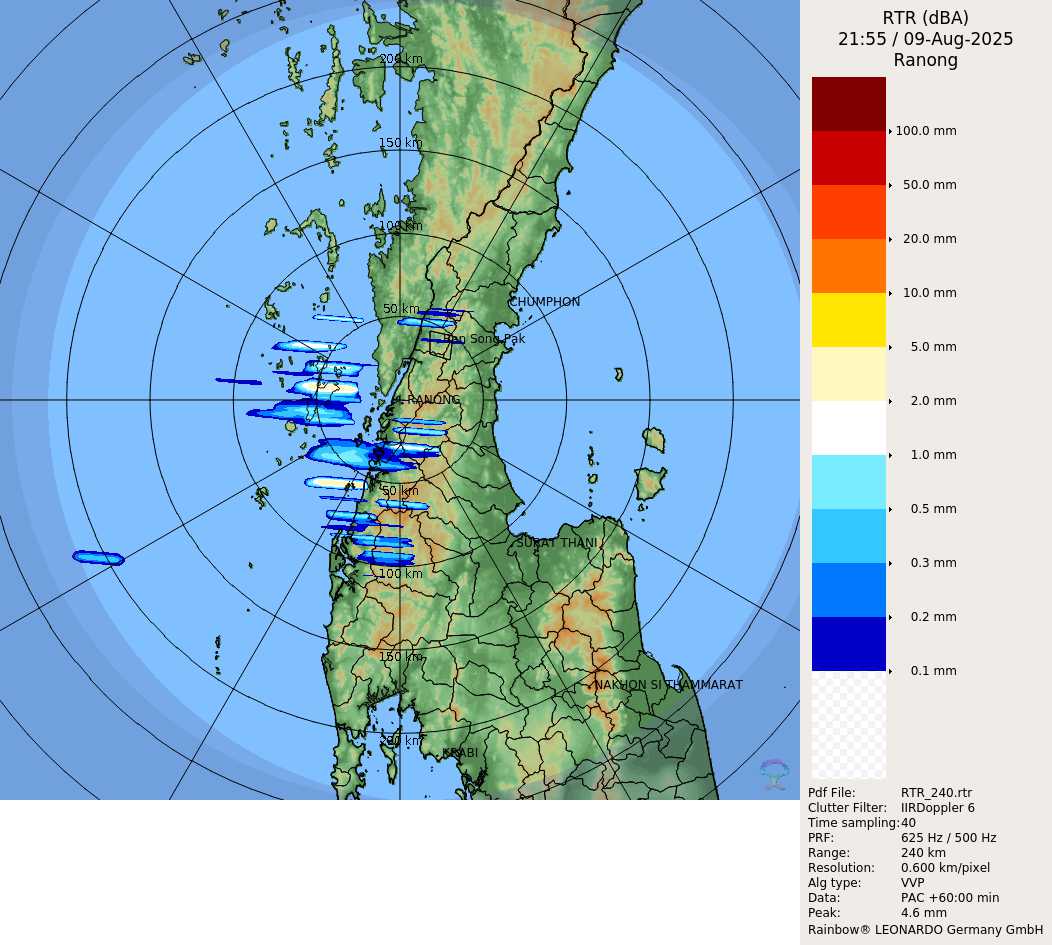 RTR (dBA)
21:55 / 09-Aug-2025
Ranong
200 km
150 km
100 km
50 km
CHUMPHON
Ban Song Pak
RANONG
50 km
SURAT THANI
100 km
150 km
NAKHON SI THAMMARAT
200 km
KRABI
100.0 mm
50.0 mm
20.0 mm
10.0 mm
5.0 mm
2.0 mm
1.0 mm
0.5 mm
0.3 mm
0.2 mm
0.1 mm
Pdf File: RTR_240.rtr
Clutter Filter: IIRDoppler 6
Time sampling:40
PRF: 625 Hz / 500 Hz
Range: 240 km
Resolution: 0.600 km/pixel
Alg type: VVP
Data: PAC +60:00 min
Peak: 4.6 mm
Rainbow® LEONARDO Germany GmbH